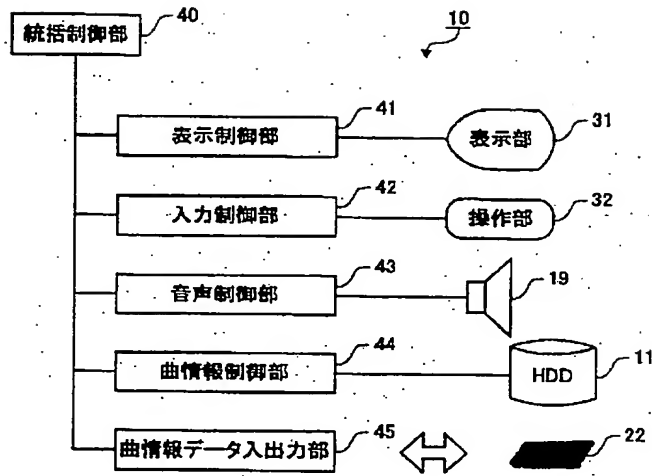 統括制御部
40
10
表示制御部
41
表示部
31
入力制御部
42
操作部
32
音声制御部
43
19
曲情報制御部
44
HDD
11
曲情報データ入出力部
45
22